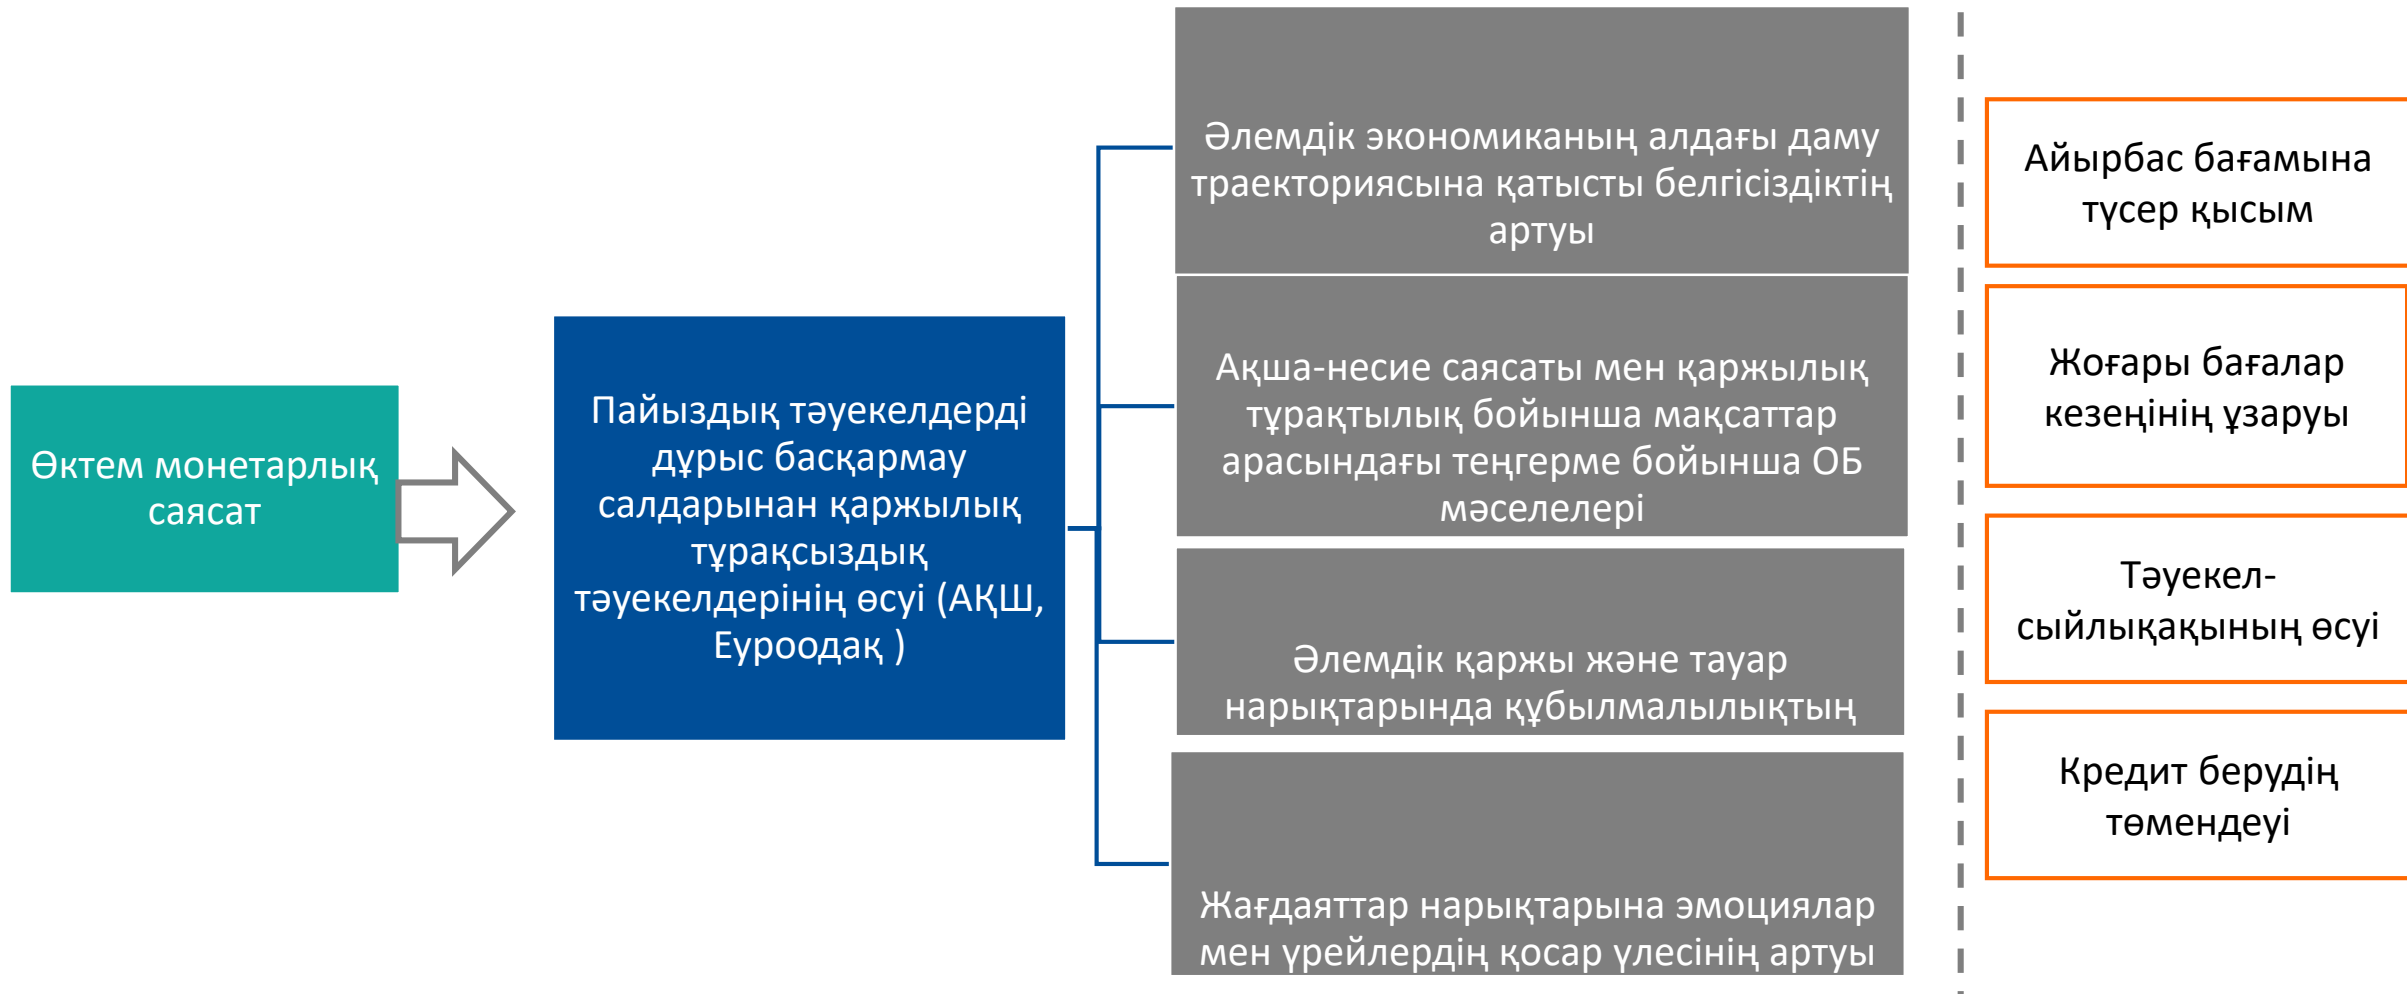 Өктем монетарлық
саясат
Пайыздық тәуекелдерді
дұрыс басқармау
салдарынан қаржылық
тұрақсыздық
тәуекелдерінің өсуі (АҚШ,
Еуроодақ )
Әлемдік экономиканың алдағы даму
траекториясына қатысты белгісіздіктің
артуы
Ақша-несие саясаты мен қаржылық
тұрақтылық бойынша мақсаттар
арасындағы теңгерме бойынша ОБ
мәселелері
Әлемдік қаржы және тауар
нарықтарында құбылмалылықтың
Жағдаяттар нарықтарына эмоциялар
мен үрейлердің қосар үлесінің артуы
Айырбас бағамына
түсер қысым
Жоғары бағалар
кезеңінің ұзаруы
Тәуекел-
сыйлықақының өсуі
Кредит берудің
төмендеуі